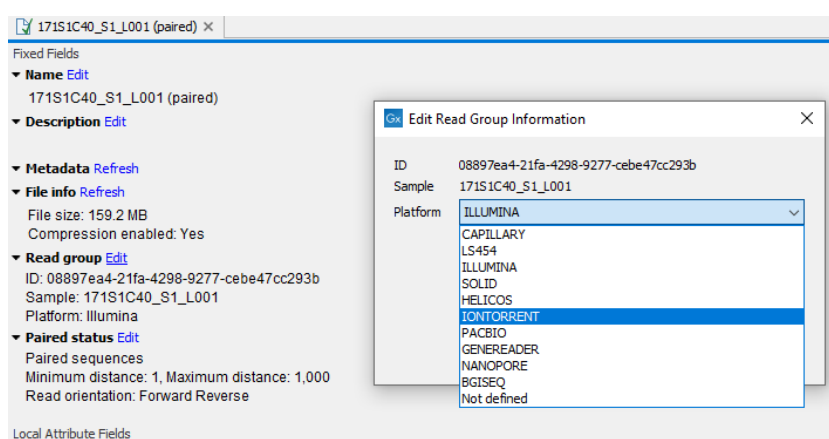 171S1C40_S1_L001 (paired) ×
Fixed Fields
Name Edit
171S1C40_S1_L001 (paired)
Description Edit
Metadata Refresh
File info Refresh
File size: 159.2 MB
Compression enabled: Yes
Read group Edit
ID: 08897ea4-21fa-4298-9277-cebe47cc293b
Sample: 171S1C40_S1_L001
Platform: Illumina
Paired status Edit
Paired sequences
Minimum distance: 1, Maximum distance: 1,000
Read orientation: Forward Reverse
Local Attribute Fields
Gx Edit Read Group Information
ID 08897ea4-21fa-4298-9277-cebe47cc293b
Sample 171S1C40_S1_L001
Platform ILLUMINA
CAPILLARY
LS454
ILLUMINA
SOLID
HELICOS
IONTORRENT
PACBIO
GENEREADER
NANOPORE
BGISEQ
Not defined